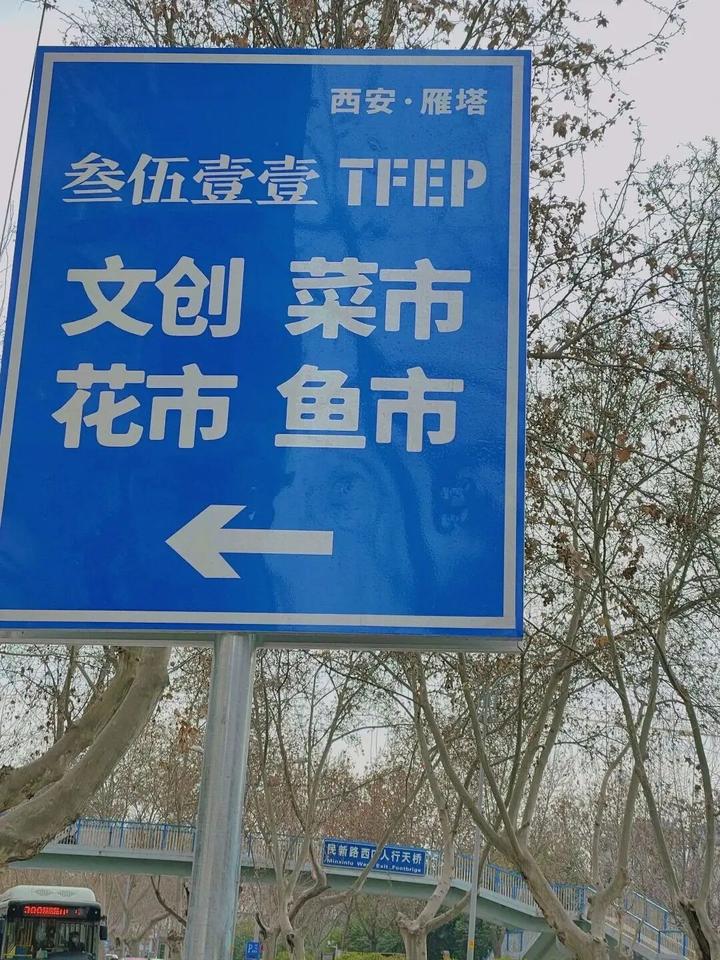 西安·雁塔
叁伍壹壹 TFEP
文创 菜市
花市 鱼市
民新路西口人行天桥
Minxinlu West Exit Footbridge
P